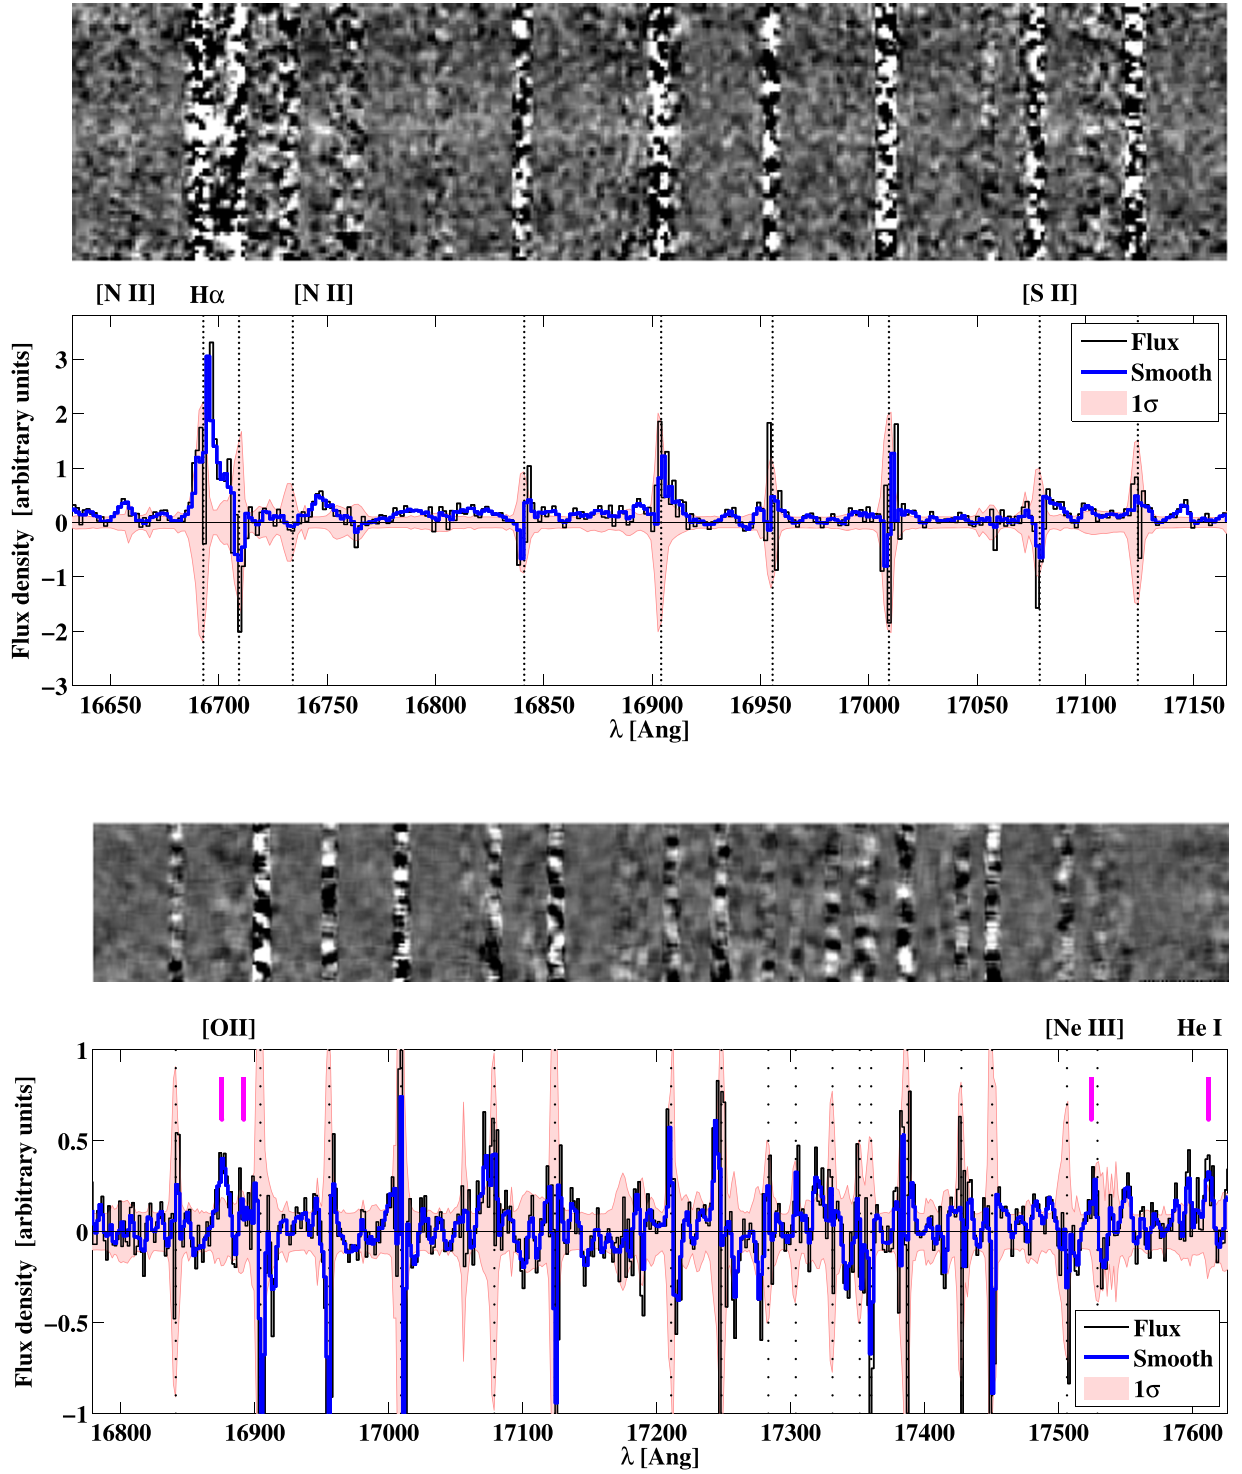 [N II] Hα [N II] [S II]
Flux density [arbitrary units]
3
2
1
0
−1
−2
−3
Flux
Smooth
1σ
16650 16700 16750 16800 16850 16900 16950 17000 17050 17100 17150
λ [Ang]
[OII] [Ne III] He I
Flux density [arbitrary units]
1
0.5
0
−0.5
−1
Flux
Smooth
1σ
16800 16900 17000 17100 17200 17300 17400 17500 17600
λ [Ang]